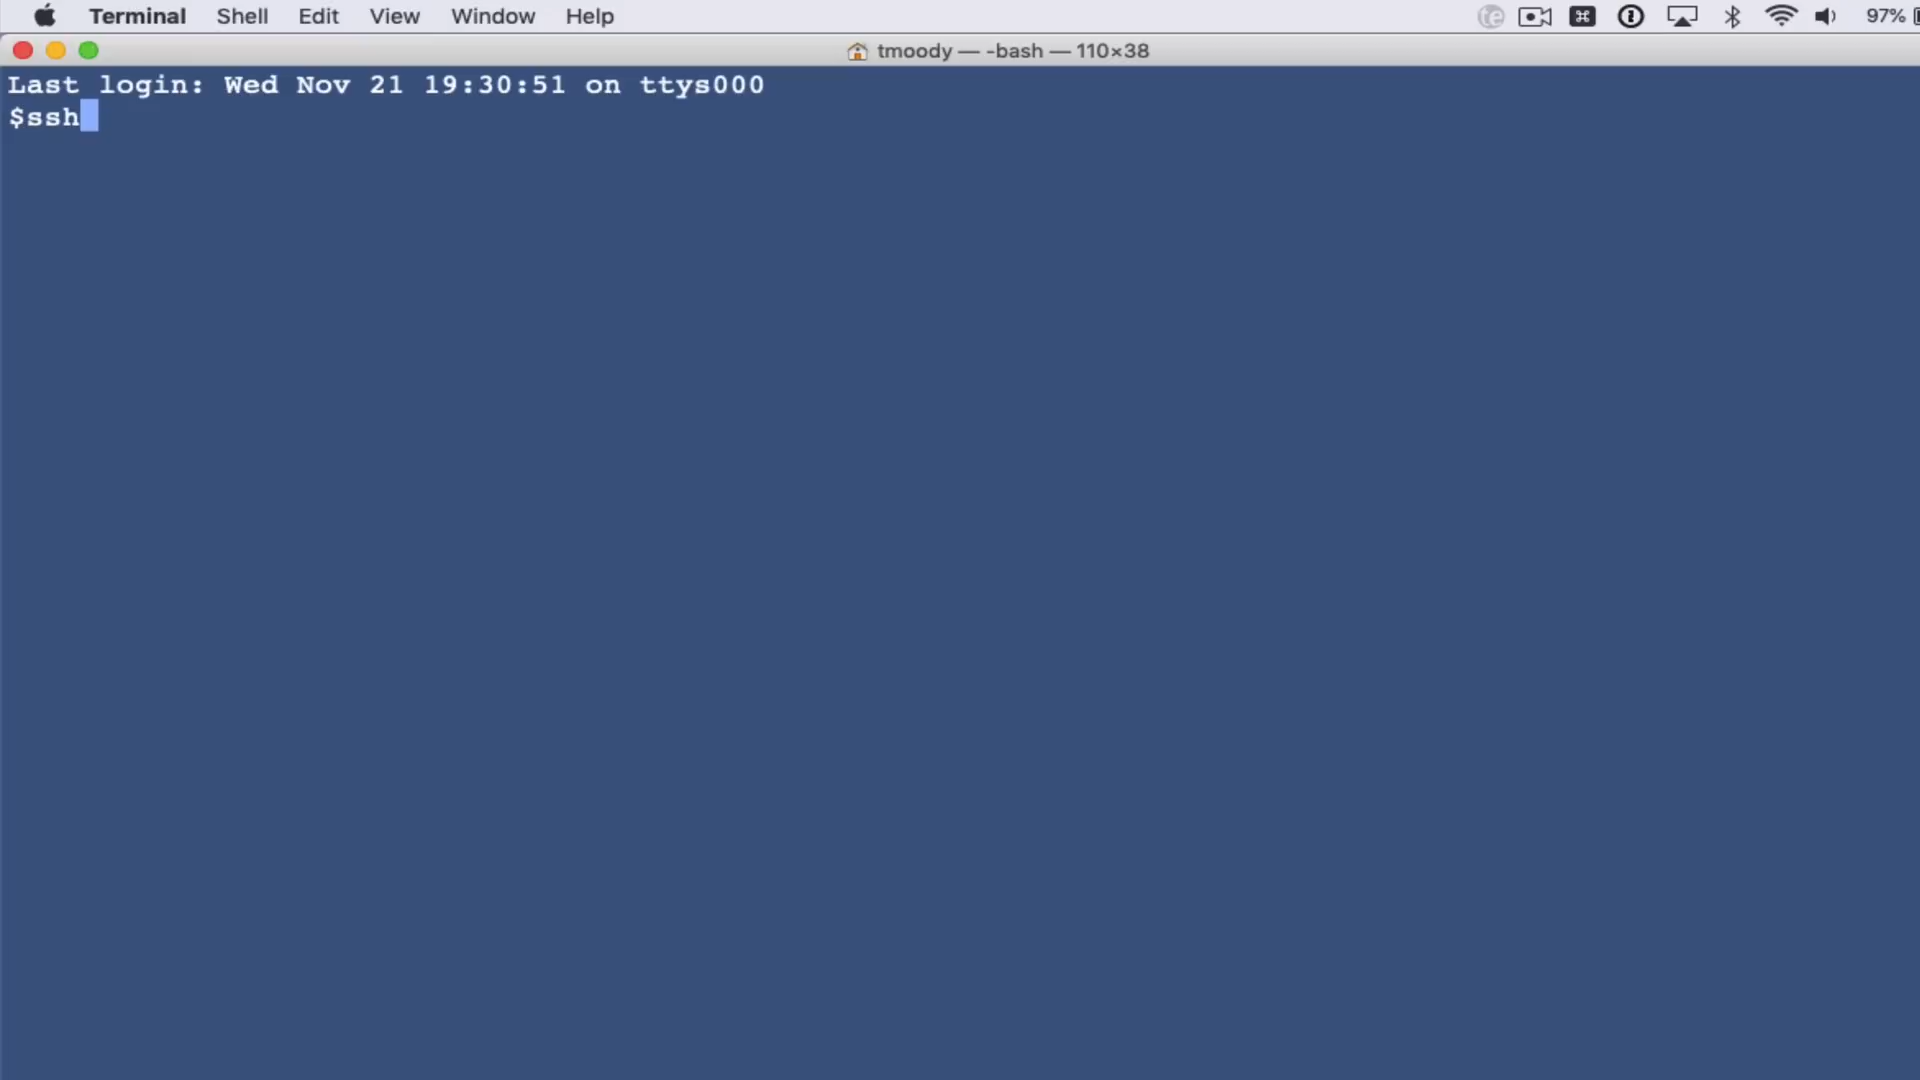 Terminal Shell Edit View Window Help 97%
tmoody — -bash — 110×38
Last login: Wed Nov 21 19:30:51 on ttys000
$ssh